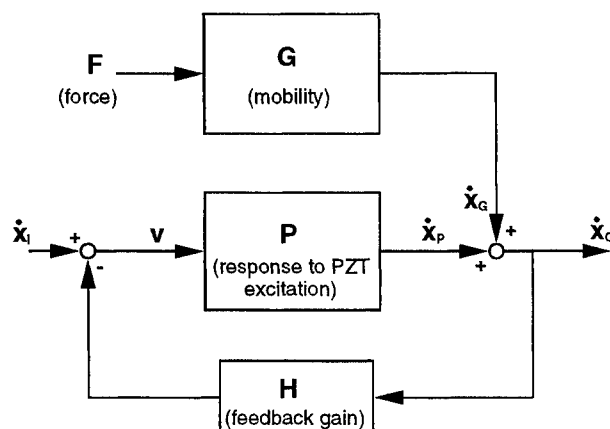 F
(force)
G
(mobility)
ẋG
ẋI
+
-
v
P
(response to PZT
excitation)
ẋP
+
+
ẋO
H
(feedback gain)